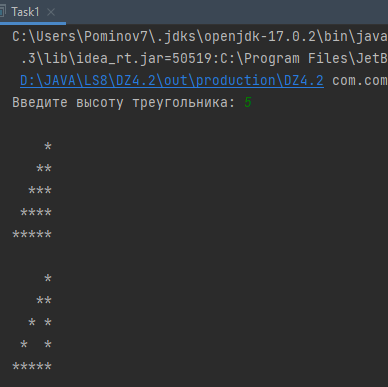 Task1
C:\Users\Pominov7\.jdks\openjdk-17.0.2\bin\java
.3\lib\idea_rt.jar=50519:C:\Program Files\JetB
D:\JAVA\LS8\DZ4.2\out\production\DZ4.2 com.com
Введите высоту треугольника: 5
    *
   **
  ***
 ****
*****
    *
   **
  * *
 *  *
*****